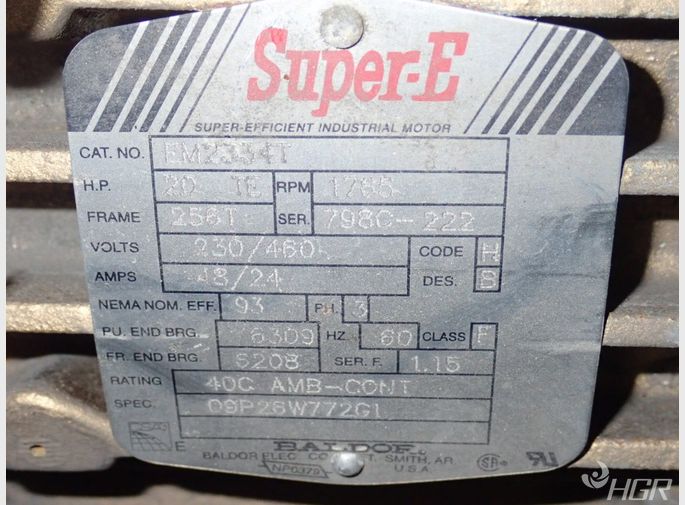 Super-E
SUPER-EFFICIENT INDUSTRIAL MOTOR
CAT. NO. EM2334T
H.P. 20 TE RPM 1765
FRAME 256T SER. 798C-222
VOLTS 230/460 CODE H
AMPS 48/24 DES. B
NEMA NOM. EFF. 93 PH. 3
PU. END BRG. 6309 HZ 60 CLASS F
FR. END BRG. 6208 SER. F. 1.15
RATING 40C AMB-CONT
SPEC. 09P26W772G1
E BALDOR
BALDOR ELEC. T. SMITH, AR.
NP0379 U.S.A.
HGR